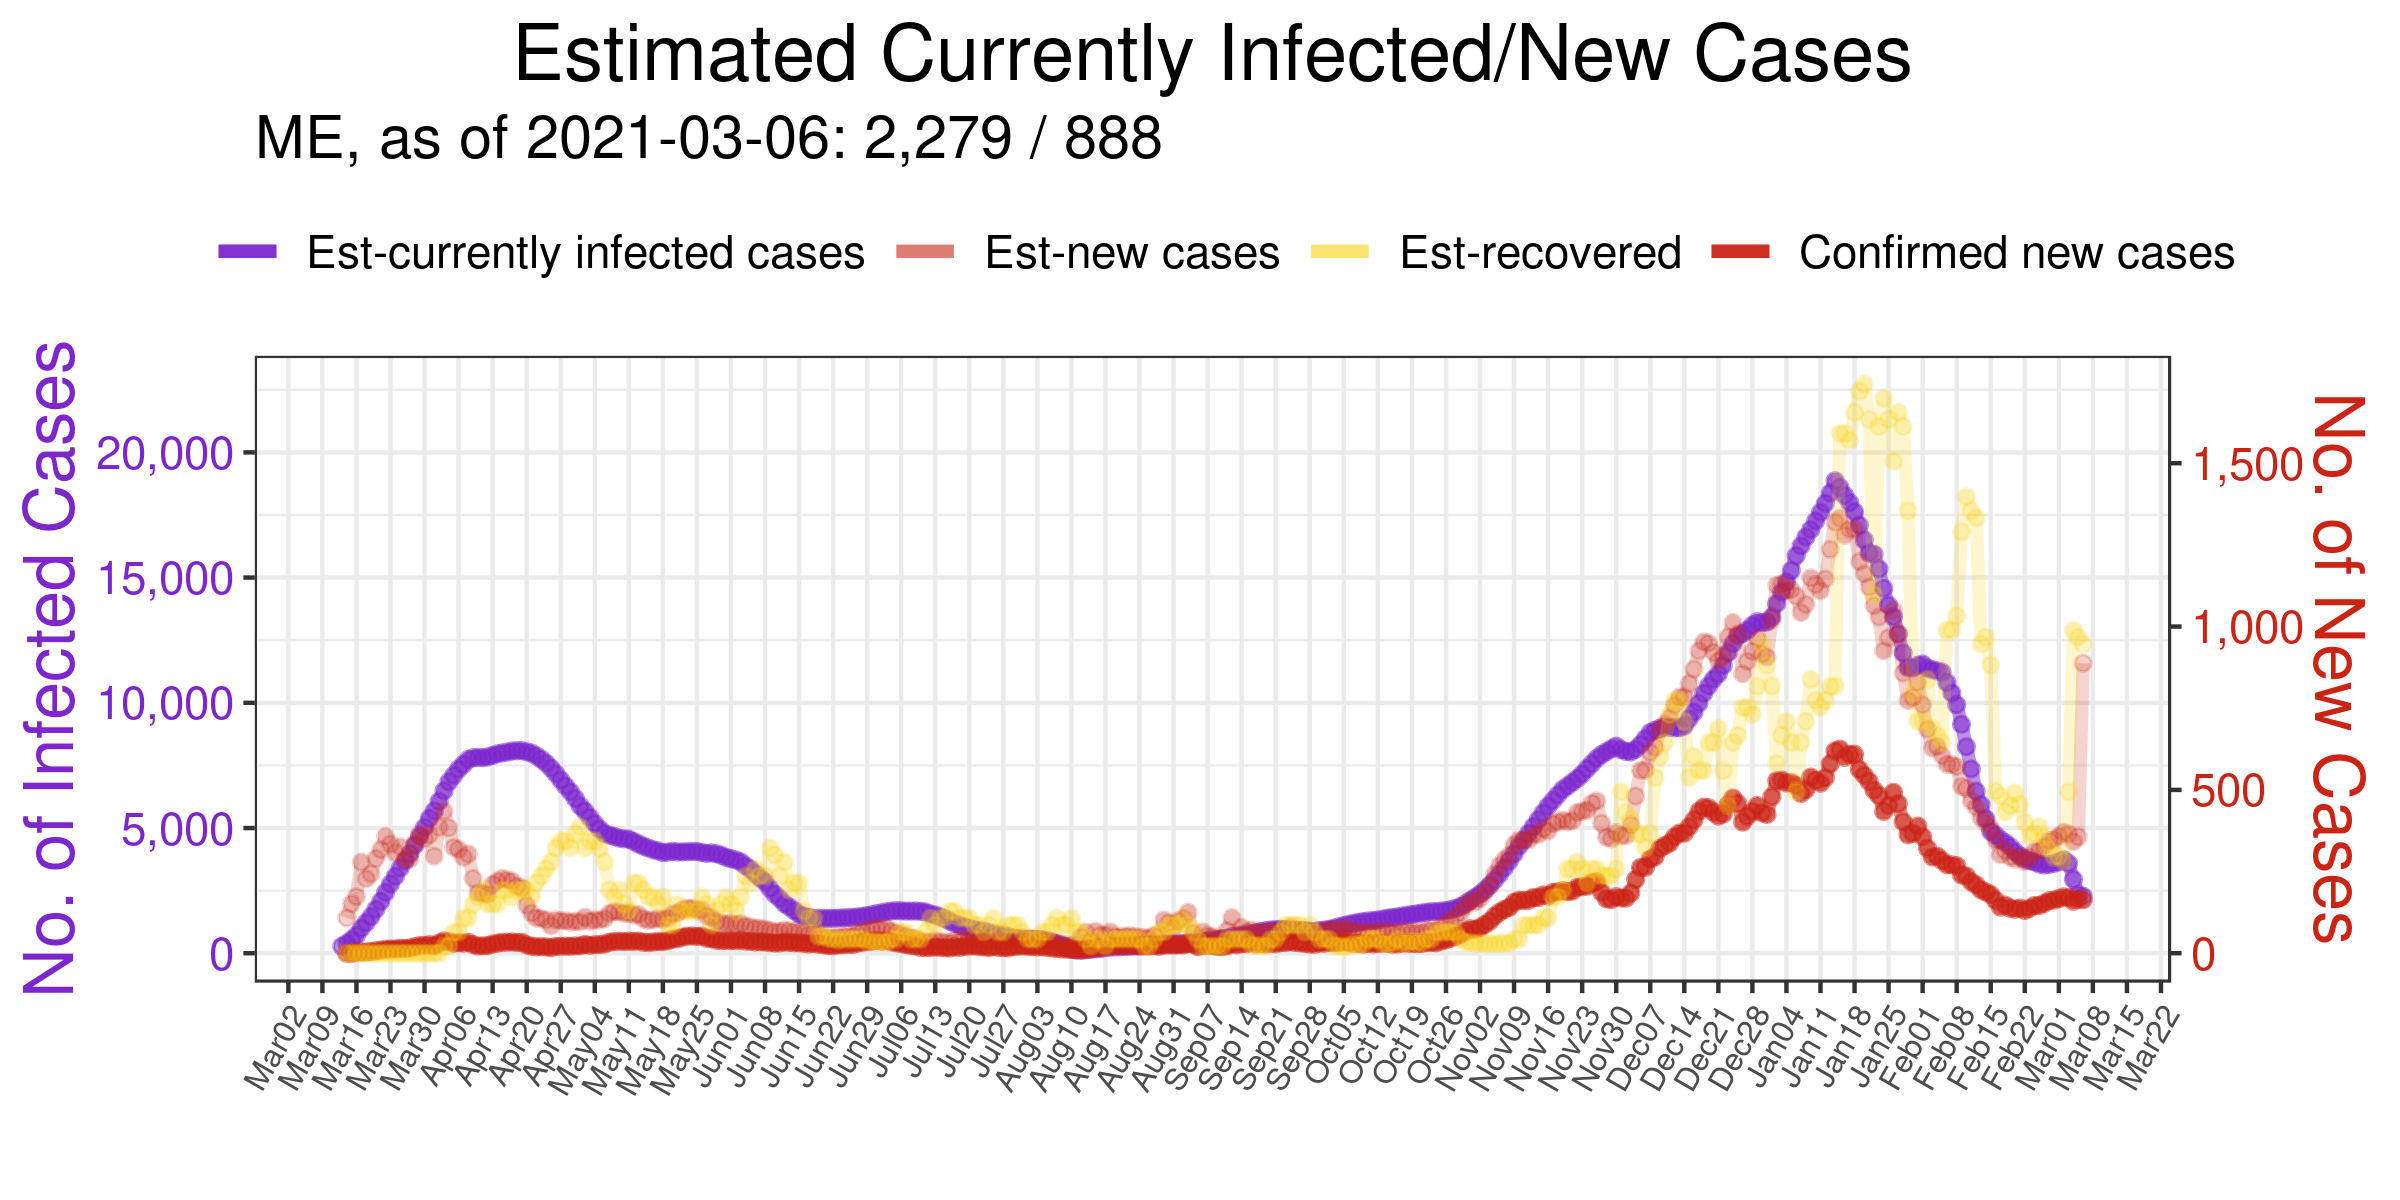 Estimated Currently Infected/New Cases
ME, as of 2021-03-06: 2,279 / 888
Est-currently infected cases Est-new cases Est-recovered Confirmed new cases
No. of Infected Cases
20,000
15,000
10,000
5,000
0
1,500
1,000
500
0
No. of New Cases
Mar02 Mar09 Mar16 Mar23 Mar30 Apr06 Apr13 Apr20 Apr27 May04 May11 May18 May25 Jun01 Jun08 Jun15 Jun22 Jun29 Jul06 Jul13 Jul20 Jul27 Aug03 Aug10 Aug17 Aug24 Aug31 Sep07 Sep14 Sep21 Sep28 Oct05 Oct12 Oct19 Oct26 Nov02 Nov09 Nov16 Nov23 Nov30 Dec07 Dec14 Dec21 Dec28 Jan04 Jan11 Jan18 Jan25 Feb01 Feb08 Feb15 Feb22 Mar01 Mar08 Mar15 Mar22